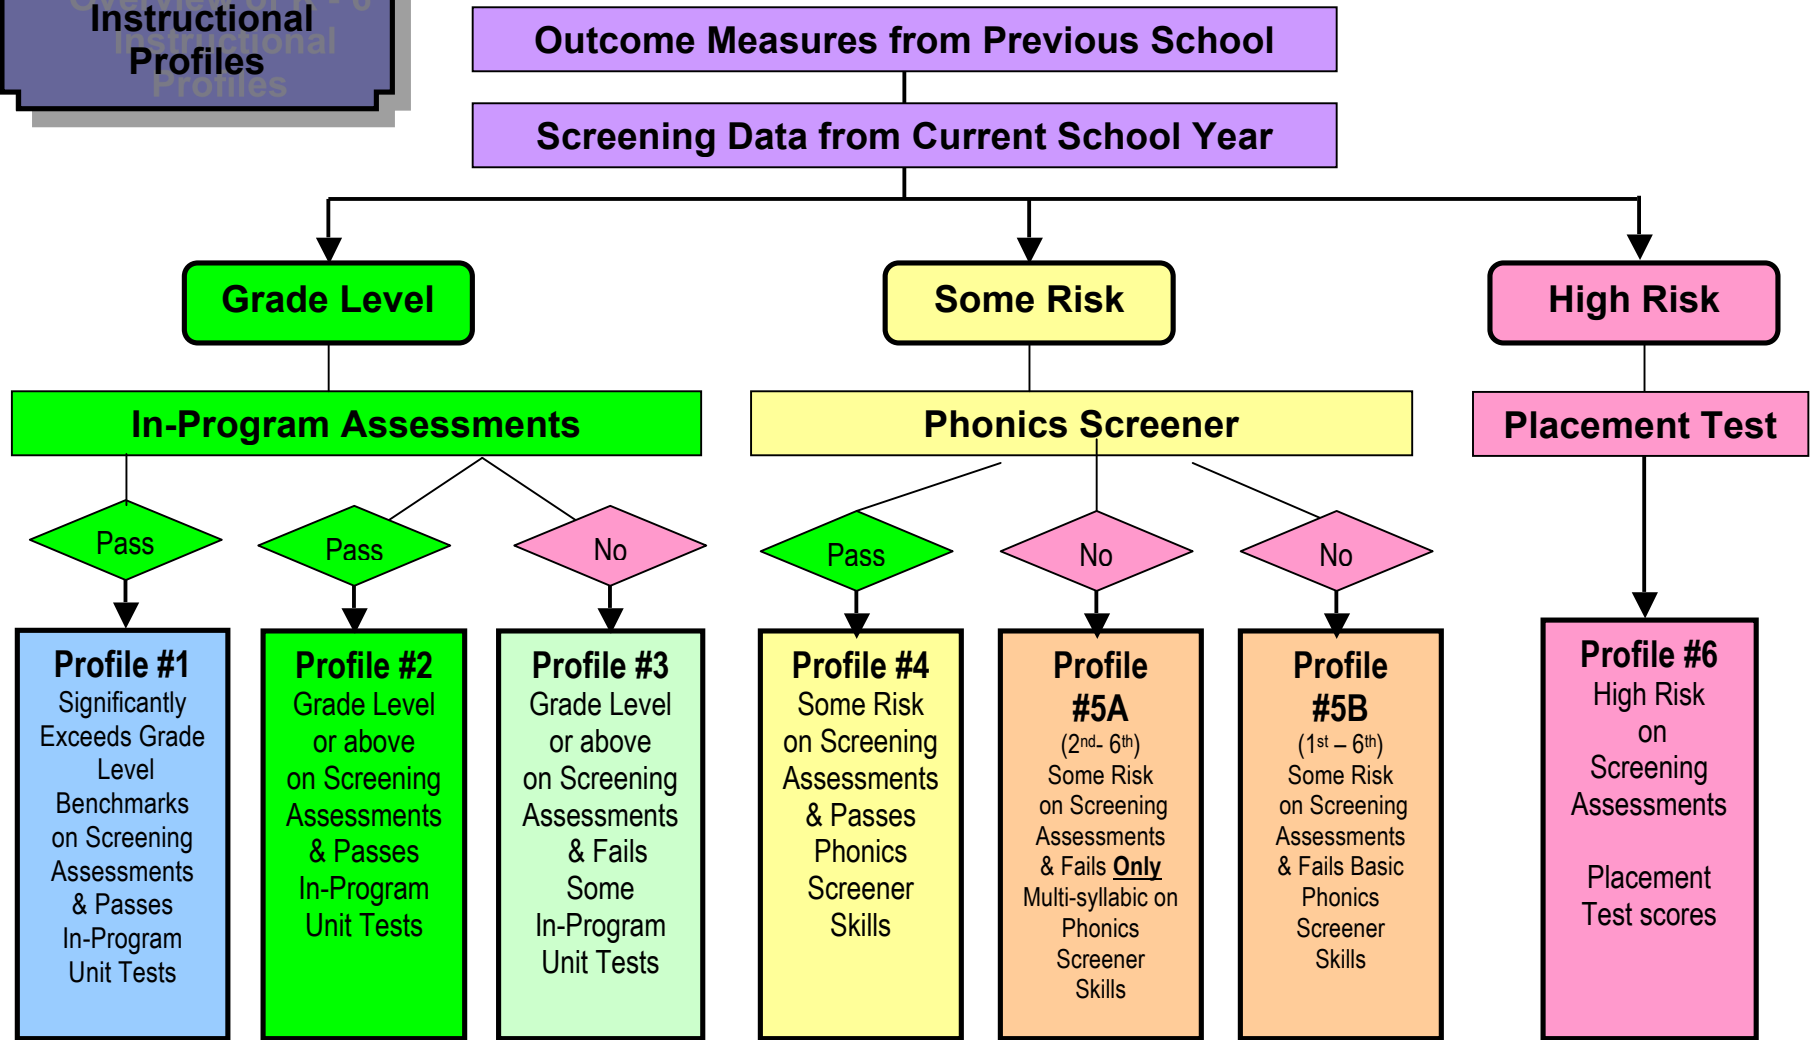 Overview of K - 6
Instructional
Profiles
Outcome Measures from Previous School
Screening Data from Current School Year
Grade Level
Some Risk
High Risk
In-Program Assessments
Phonics Screener
Placement Test
Pass
Pass
No
Pass
No
No
Profile #1
Significantly
Exceeds Grade
Level
Benchmarks
on Screening
Assessments
& Passes
In-Program
Unit Tests
Profile #2
Grade Level
or above
on Screening
Assessments
& Passes
In-Program
Unit Tests
Profile #3
Grade Level
or above
on Screening
Assessments
& Fails
Some
In-Program
Unit Tests
Profile #4
Some Risk
on Screening
Assessments
& Passes
Phonics
Screener
Skills
Profile
#5A
(2nd- 6th)
Some Risk
on Screening
Assessments
& Fails Only
Multi-syllabic on
Phonics
Screener
Skills
Profile
#5B
(1st – 6th)
Some Risk
on Screening
Assessments
& Fails Basic
Phonics
Screener
Skills
Profile #6
High Risk
on
Screening
Assessments
Placement
Test scores